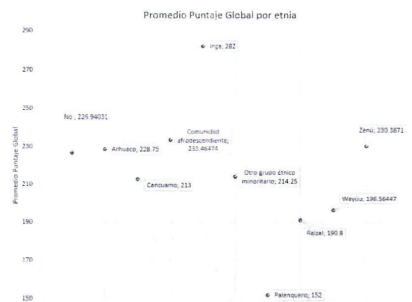 Promedio Puntaje Global por etnia
290
270
250
230
210
190
170
150
Promedio Puntaje Global
Inga; 282
No; 226.94031
Arhuaco; 228.75
Comunidad
afrodescendiente;
233.46474
Zenú; 230.3871
Cancuamo; 213
Otro grupo étnico
minoritario; 214.25
Wayúu; 196.56447
Raizal; 190.8
Palenquero; 152